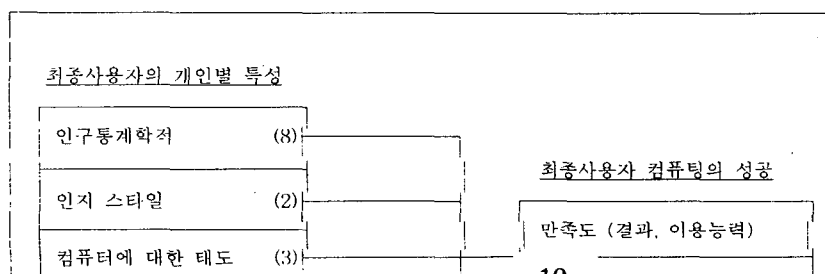 최종사용자의 개인별 특성
인구통계학적 (8)
최종사용자 컴퓨팅의 성공
인지 스타일 (2)
만족도 (결과, 이용능력)
컴퓨터에 대한 태도 (3)